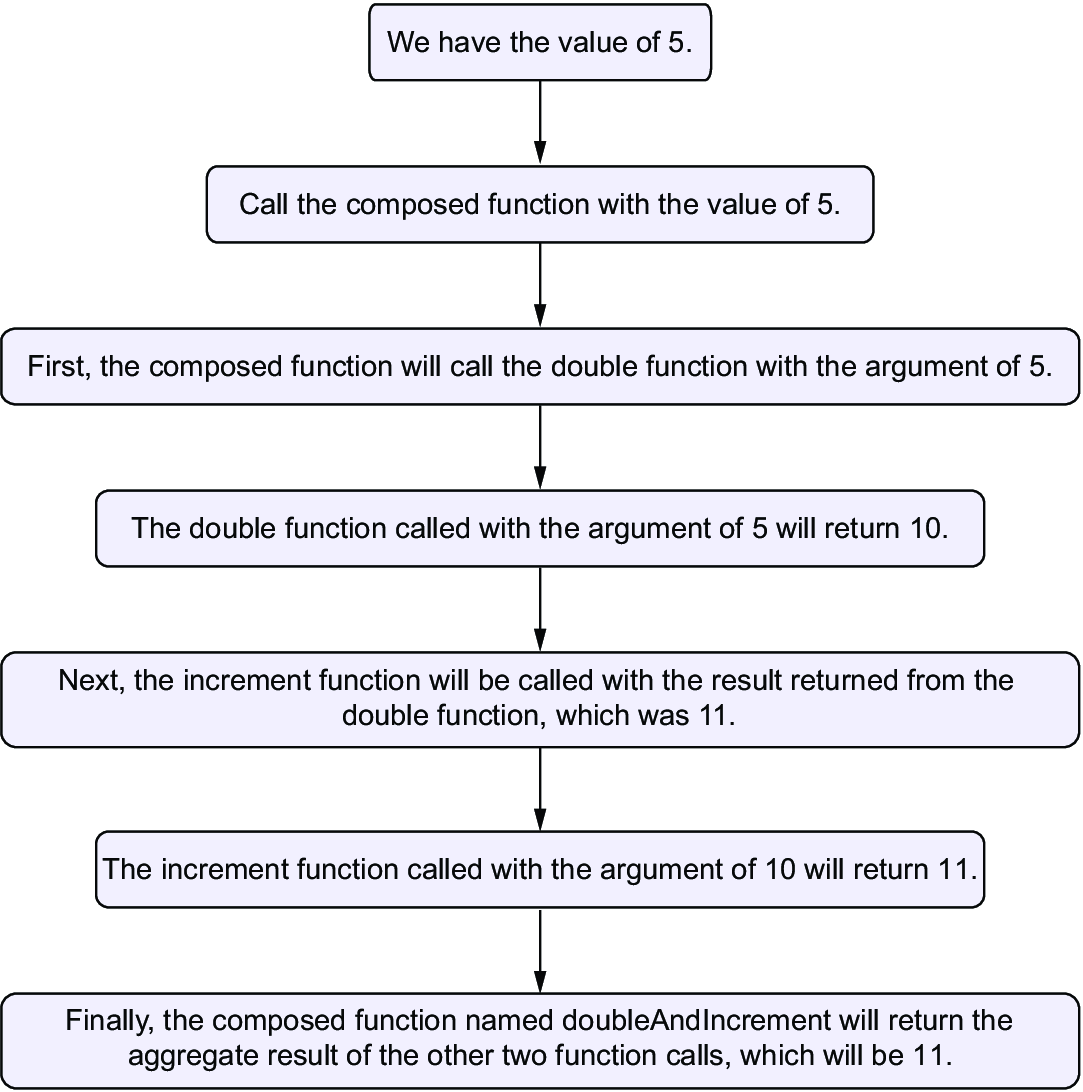 We have the value of 5.
Call the composed function with the value of 5.
First, the composed function will call the double function with the argument of 5.
The double function called with the argument of 5 will return 10.
Next, the increment function will be called with the result returned from the
double function, which was 11.
The increment function called with the argument of 10 will return 11.
Finally, the composed function named doubleAndIncrement will return the
aggregate result of the other two function calls, which will be 11.